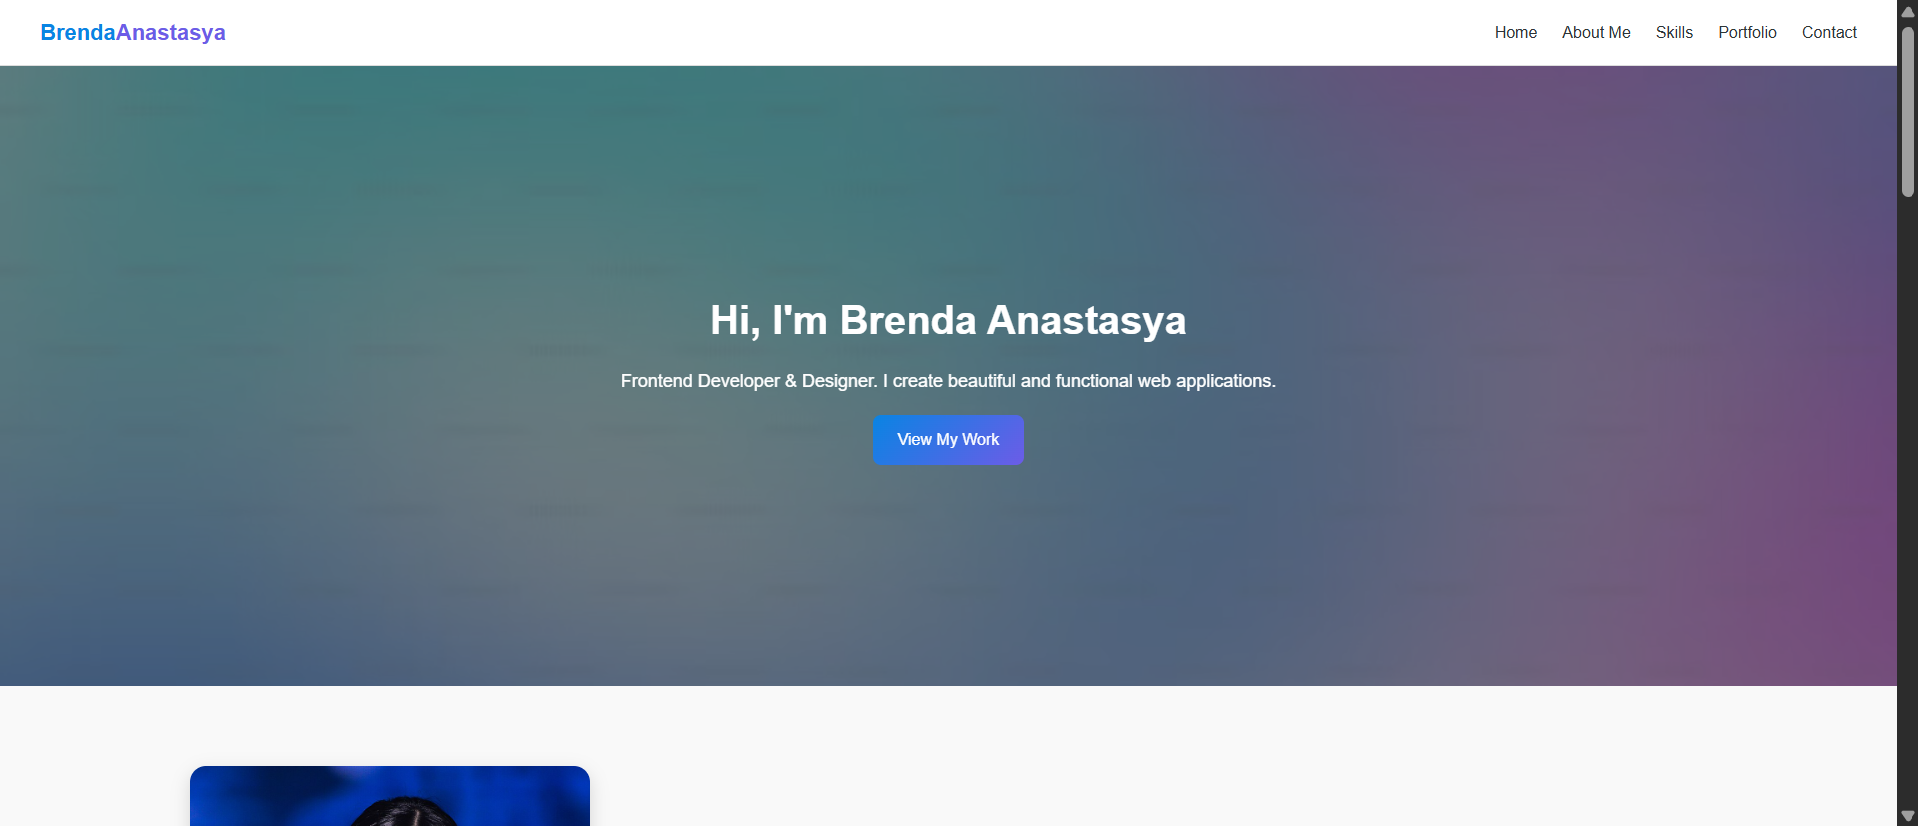 BrendaAnastasya
Home About Me Skills Portfolio Contact
Hi, I'm Brenda Anastasya
Frontend Developer & Designer. I create beautiful and functional web applications.
View My Work